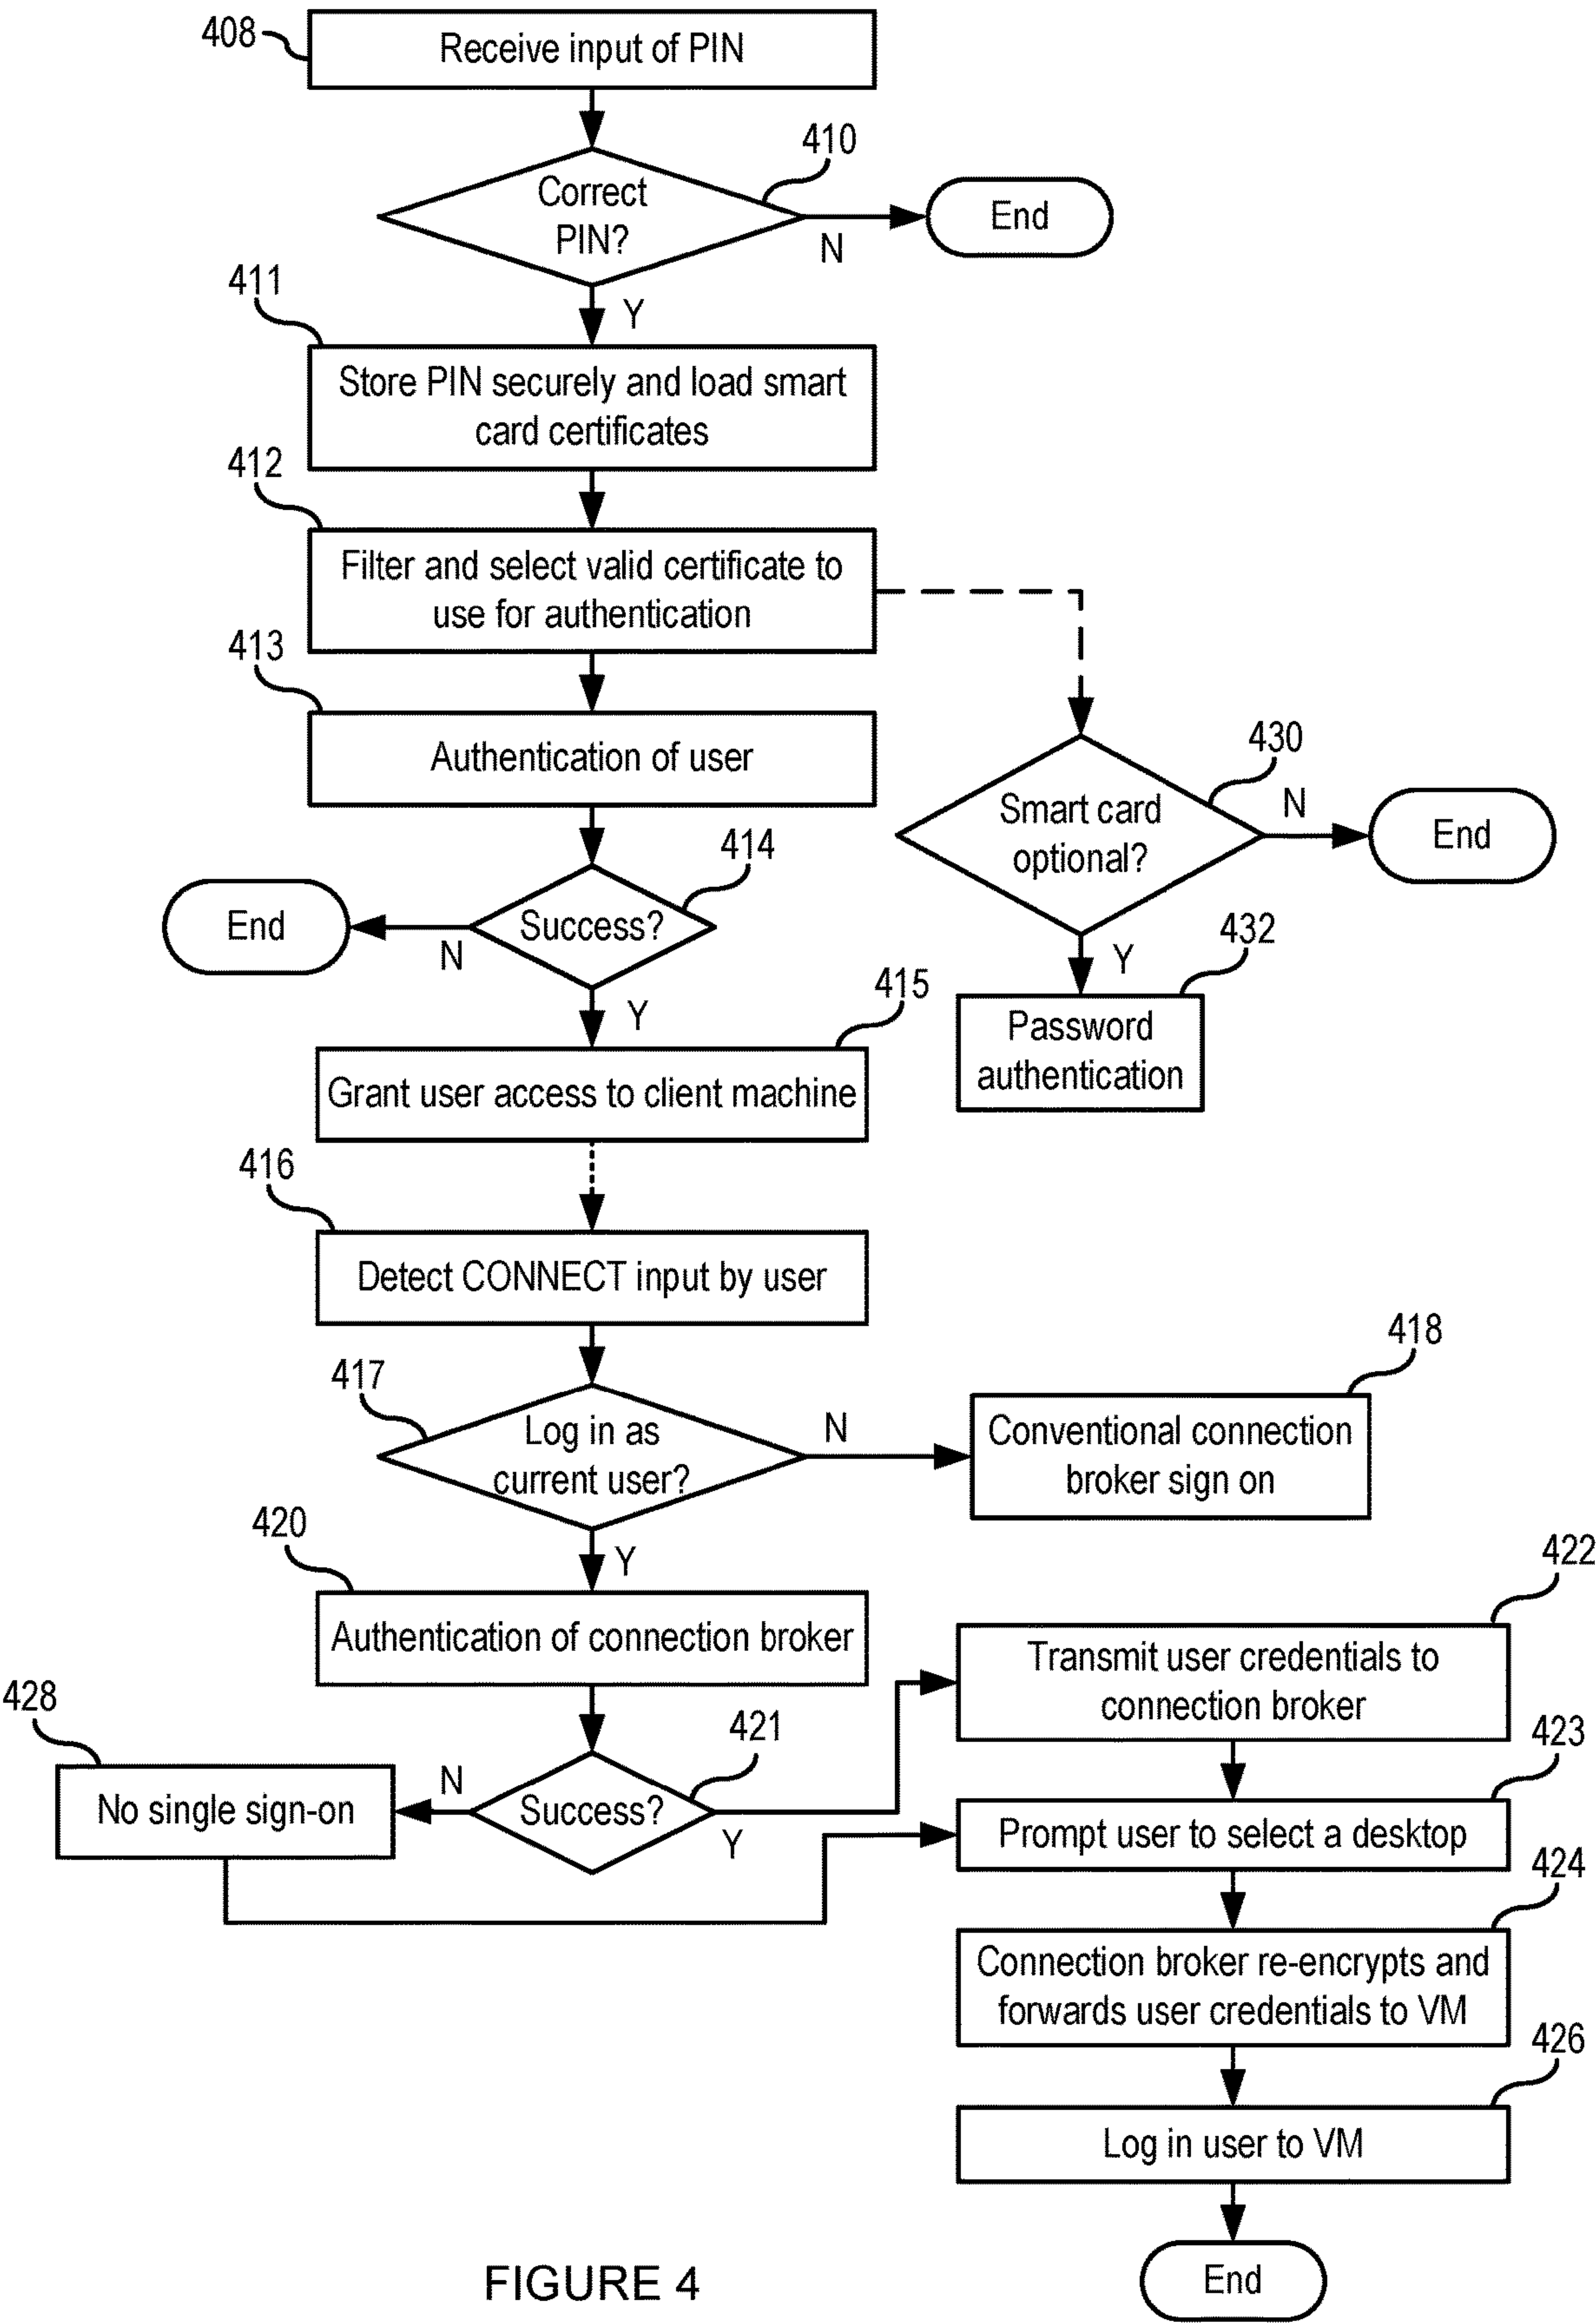 408
Receive input of PIN
410
Correct
PIN?
N
End
411
Y
Store PIN securely and load smart
card certificates
412
Filter and select valid certificate to
use for authentication
413
Authentication of user
430
Smart card
optional?
N
End
414
Success?
N
End
Y
432
Password
authentication
Y
415
Grant user access to client machine
416
Detect CONNECT input by user
417
Log in as
current user?
N
418
Conventional connection
broker sign on
Y
420
Authentication of connection broker
421
Success?
N
Y
428
No single sign-on
422
Transmit user credentials to
connection broker
423
Prompt user to select a desktop
424
Connection broker re-encrypts and
forwards user credentials to VM
426
Log in user to VM
End
FIGURE 4